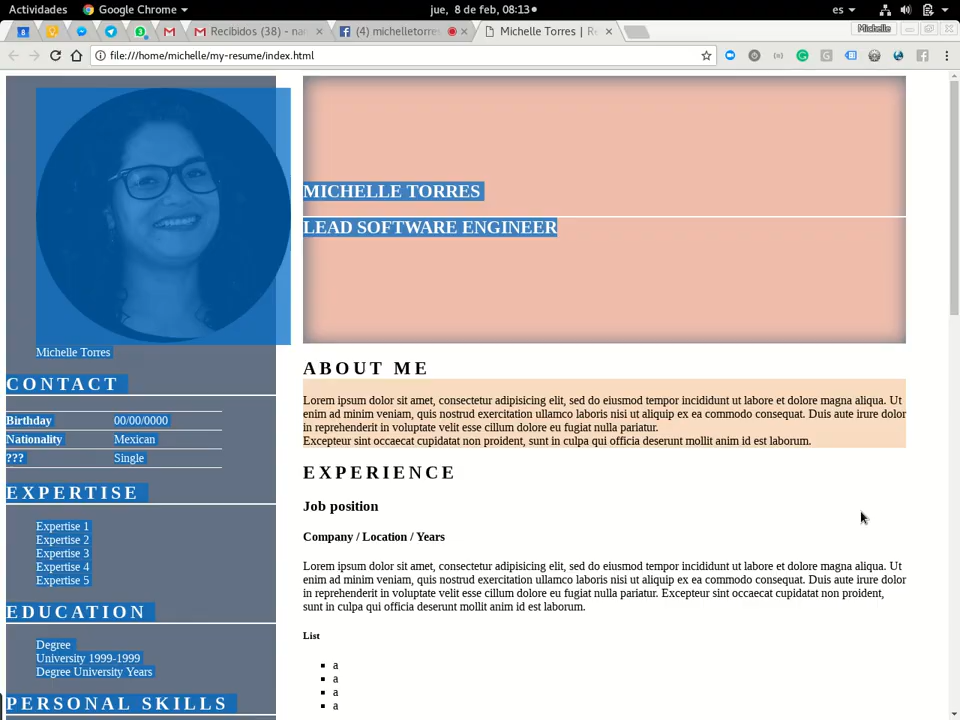 Actividades
Google Chrome
jue, 8 de feb, 08:13
es
8
3
Recibidos (38) - na
(4) michelletorre
Michelle Torres | Re
Michelle
file:///home/michelle/my-resume/index.html
Michelle Torres
CONTACT
Birthday 00/00/0000
Nationality Mexican
??? Single
EXPERTISE
Expertise 1
Expertise 2
Expertise 3
Expertise 4
Expertise 5
EDUCATION
Degree
University 1999-1999
Degree University Years
PERSONAL SKILLS
MICHELLE TORRES
LEAD SOFTWARE ENGINEER
ABOUT ME
Lorem ipsum dolor sit amet, consectetur adipisicing elit, sed do eiusmod tempor incididunt ut labore et dolore magna aliqua. Ut
enim ad minim veniam, quis nostrud exercitation ullamco laboris nisi ut aliquip ex ea commodo consequat. Duis aute irure dolor
in reprehenderit in voluptate velit esse cillum dolore eu fugiat nulla pariatur.
Excepteur sint occaecat cupidatat non proident, sunt in culpa qui officia deserunt mollit anim id est laborum.
EXPERIENCE
Job position
Company / Location / Years
Lorem ipsum dolor sit amet, consectetur adipisicing elit, sed do eiusmod tempor incididunt ut labore et dolore magna aliqua. Ut
enim ad minim veniam, quis nostrud exercitation ullamco laboris nisi ut aliquip ex ea commodo consequat. Duis aute irure dolor
in reprehenderit in voluptate velit esse cillum dolore eu fugiat nulla pariatur. Excepteur sint occaecat cupidatat non proident,
sunt in culpa qui officia deserunt mollit anim id est laborum.
List
a
a
a
a